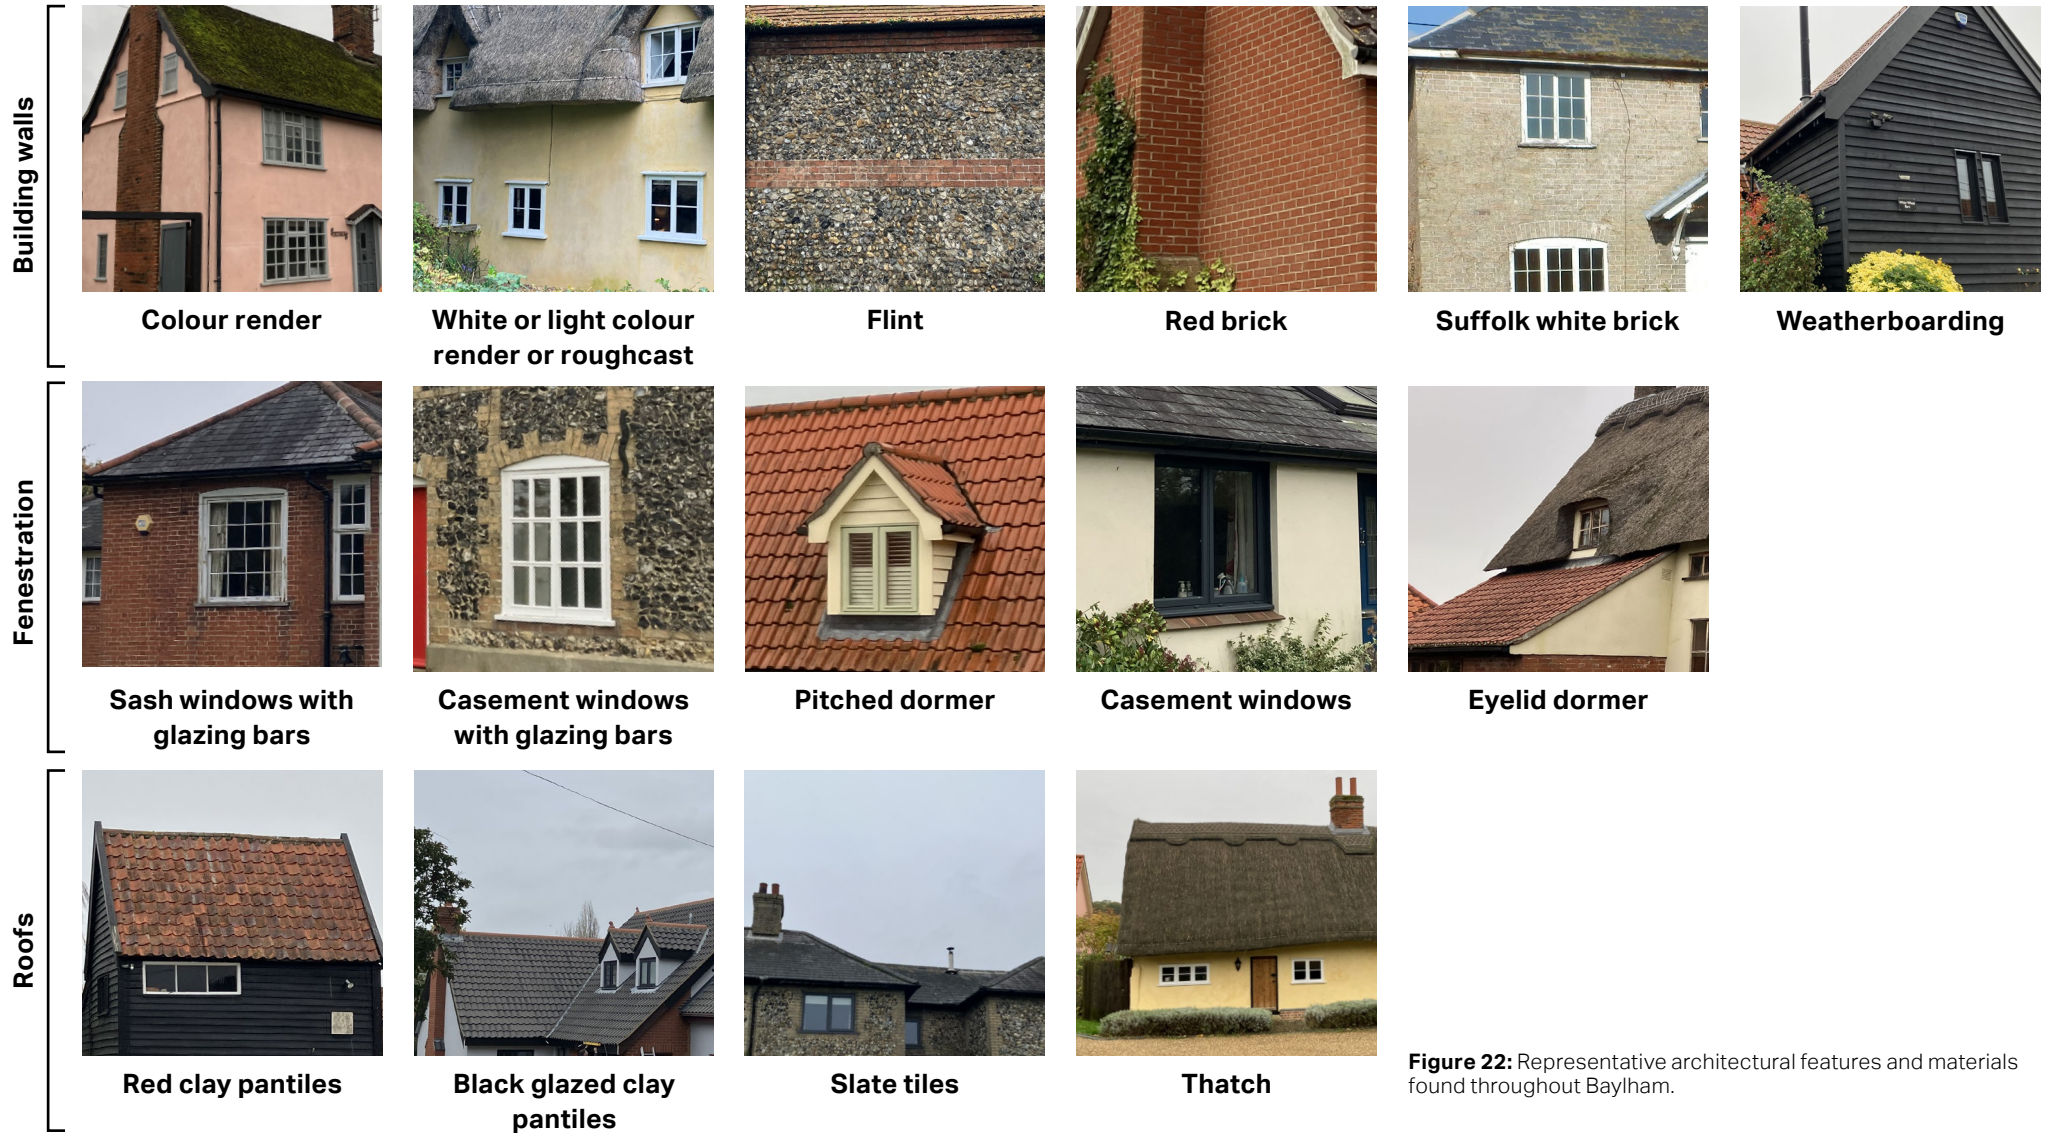 Building walls
Colour render
White or light colour
render or roughcast
Flint
Red brick
Suffolk white brick
Weatherboarding
Fenestration
Sash windows with
glazing bars
Casement windows
with glazing bars
Pitched dormer
Casement windows
Eyelid dormer
Roofs
Red clay pantiles
Black glazed clay
pantiles
Slate tiles
Thatch
Figure 22: Representative architectural features and materials
found throughout Baylham.